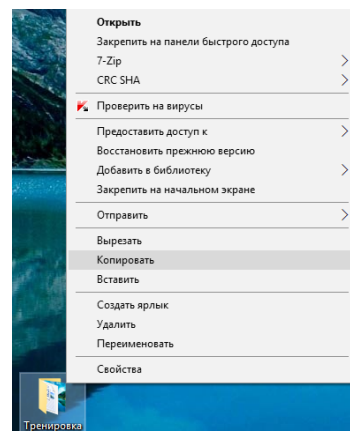 Открыть
Закрепить на панели быстрого доступа
7-Zip
CRC SHA
Проверить на вирусы
Предоставить доступ к
Восстановить прежнюю версию
Добавить в библиотеку
Закрепить на начальном экране
Отправить
Вырезать
Копировать
Вставить
Создать ярлык
Удалить
Переименовать
Свойства
Тренировка